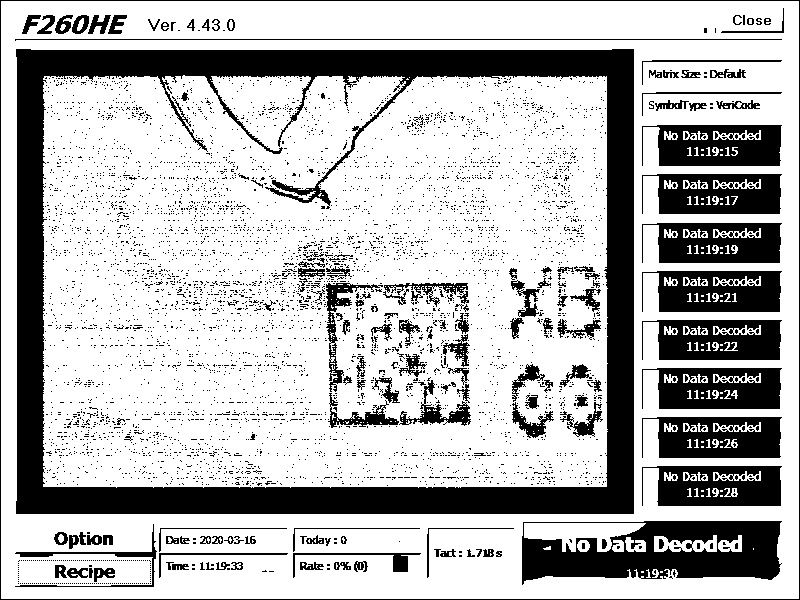 F260HE Ver. 4.43.0
Close
Matrix Size : Default
SymbolType : VeriCode
No Data Decoded
11:19:15
No Data Decoded
11:19:17
No Data Decoded
11:19:19
No Data Decoded
11:19:21
No Data Decoded
11:19:22
No Data Decoded
11:19:24
No Data Decoded
11:19:26
No Data Decoded
11:19:28
Option
Recipe
Date : 2020-03-16
Time : 11:19:33
Today : 0
Rate : 0% (0)
Tact : 1.718 s
No Data Decoded
11:19:30